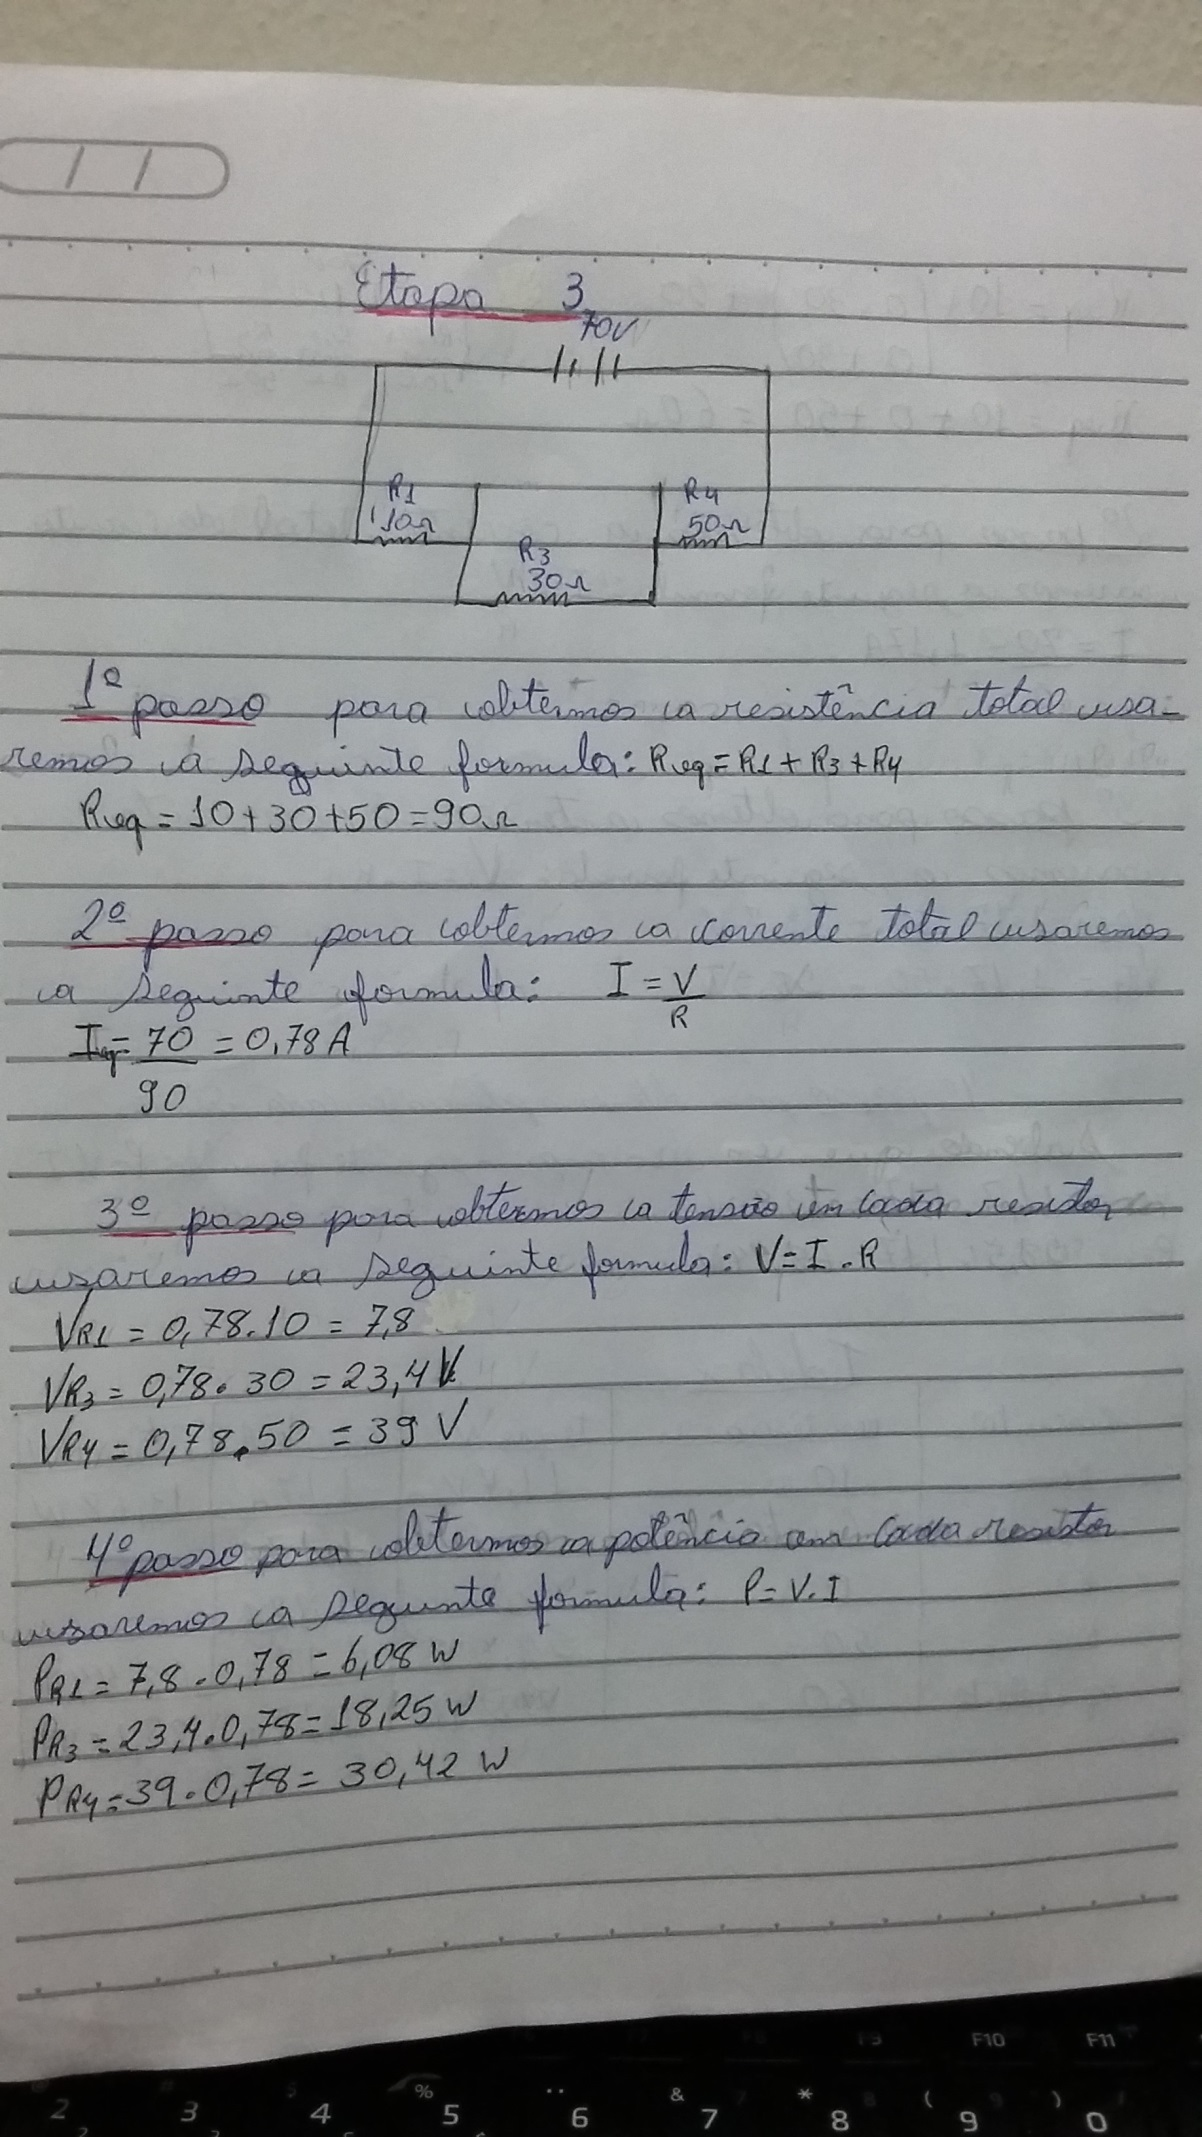 Etapa 3
70V
R1
10Ω
R4
50Ω
R3
30Ω
1º passo para obtermos a resistência total usa-
remos a seguinte formula: Req = R1 + R3 + R4
Req = 10 + 30 + 50 = 90Ω
2º passo para obtermos a corrente total usaremos
a seguinte formula: I = V
R
I = 70 = 0,78 A
90
3º passo para obtermos a tensão em cada resistor
usaremos a seguinte formula: V = I . R
VR1 = 0,78 . 10 = 7,8
VR3 = 0,78 . 30 = 23,4 V
VR4 = 0,78 . 50 = 39 V
4º passo para obtermos a potência em cada resistor
usaremos a seguinte formula: P = V . I
PR1 = 7,8 . 0,78 = 6,08 W
PR3 = 23,4 . 0,78 = 18,25 W
PR4 = 39 . 0,78 = 30,42 W
F10 F11
% & * ( )
2 3 4 5 6 7 8 9 0